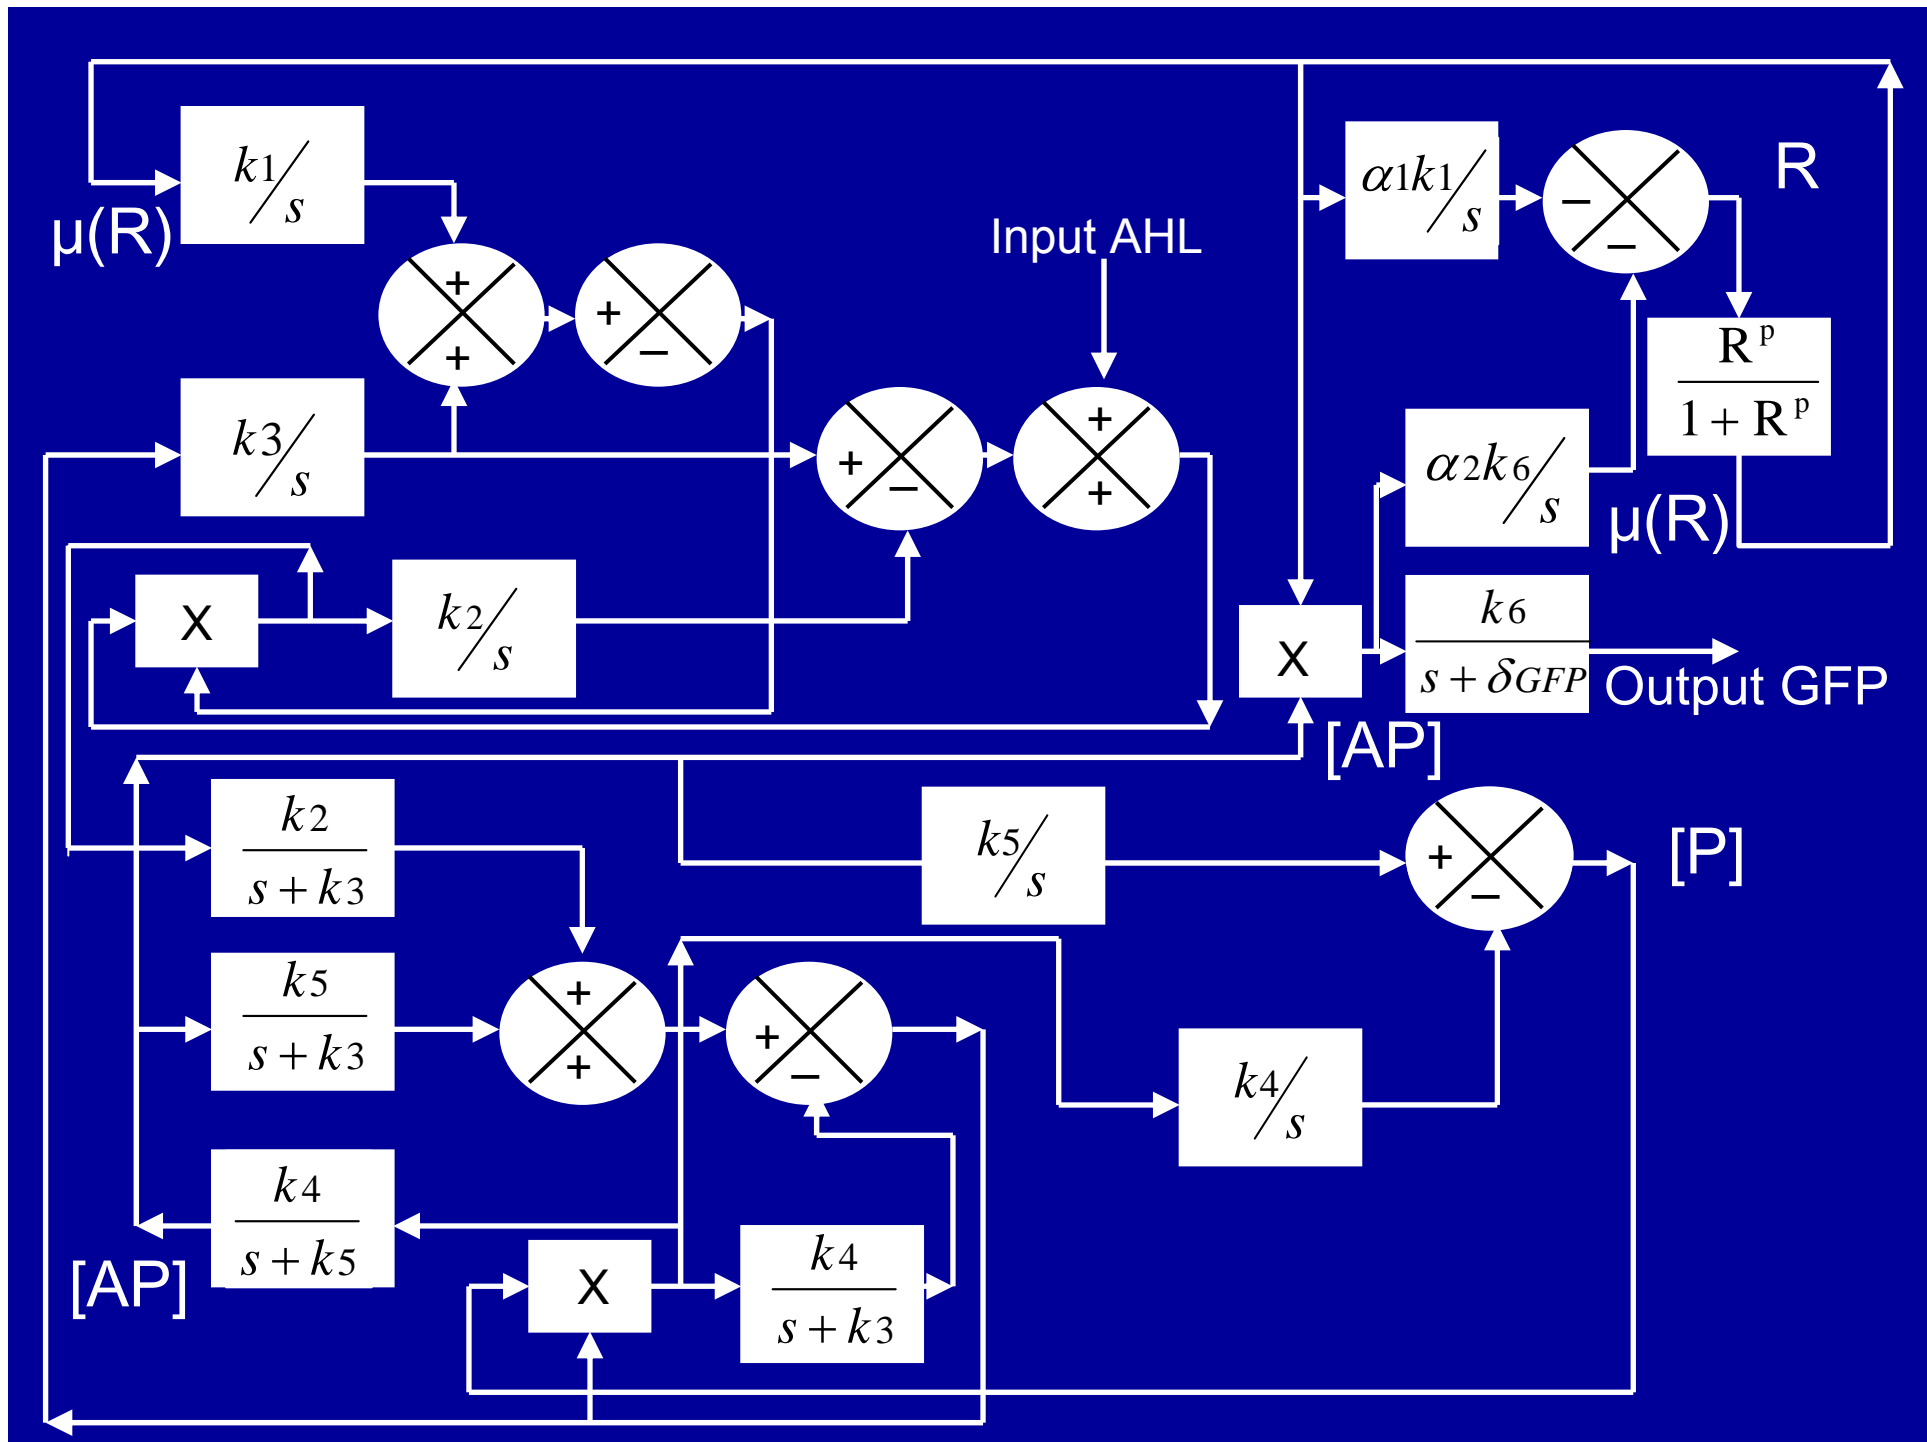 k1/s
μ(R)
+
+
+
−
Input AHL
α1k1/s
−
−
R
R^p
1 + R^p
k3/s
+
−
+
+
α2k6/s
μ(R)
X
k2/s
X
k6
s + δGFP
Output GFP
[AP]
k2
s + k3
k5/s
+
−
[P]
k5
s + k3
+
+
+
−
k4/s
k4
s + k5
[AP]
X
k4
s + k3